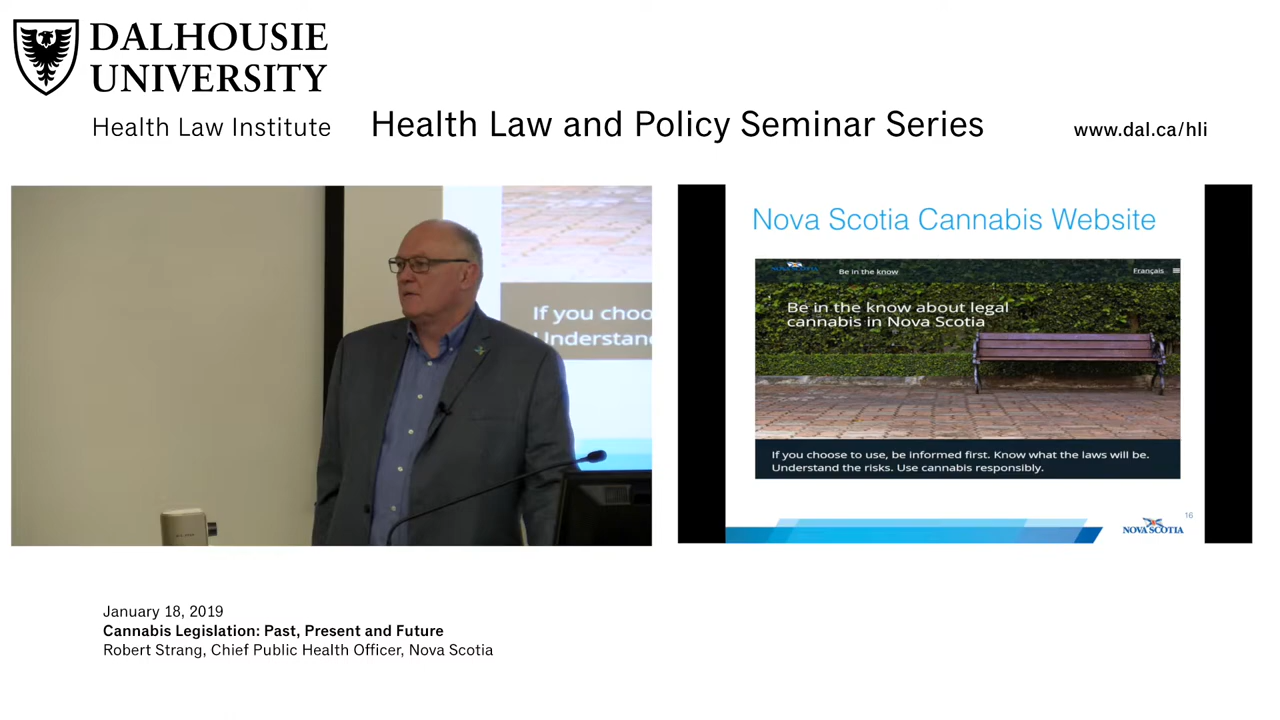 DALHOUSIE
UNIVERSITY
Health Law Institute
Health Law and Policy Seminar Series
www.dal.ca/hli
If you choo
Understan
Nova Scotia Cannabis Website
NOVA SCOTIA
Be in the know
Français
Be in the know about legal
cannabis in Nova Scotia
If you choose to use, be informed first. Know what the laws will be.
Understand the risks. Use cannabis responsibly.
16
NOVA SCOTIA
January 18, 2019
Cannabis Legislation: Past, Present and Future
Robert Strang, Chief Public Health Officer, Nova Scotia